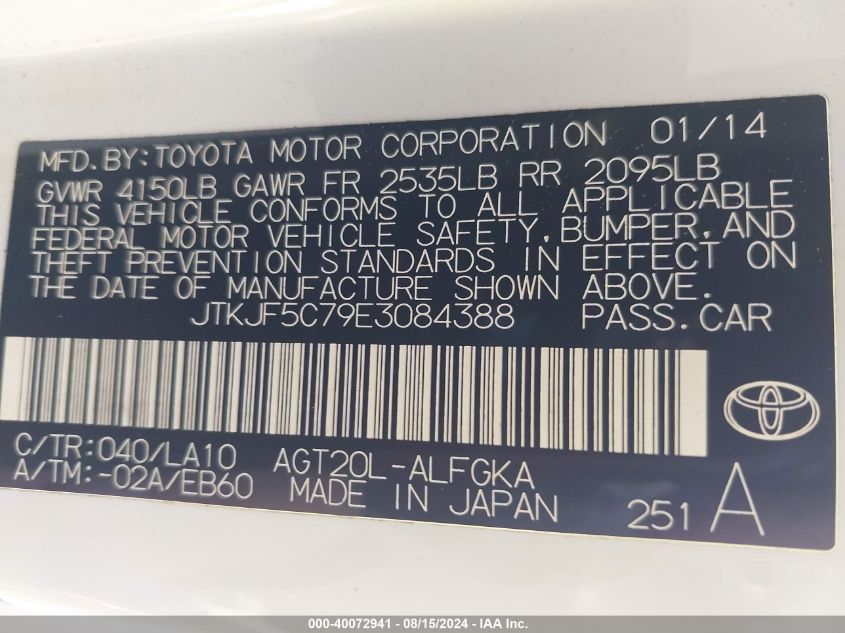 MFD. BY: TOYOTA MOTOR CORPORATION 01/14
GVWR 4150LB GAWR FR 2535LB RR 2095LB
THIS VEHICLE CONFORMS TO ALL APPLICABLE
FEDERAL MOTOR VEHICLE SAFETY, BUMPER, AND
THEFT PREVENTION STANDARDS IN EFFECT ON
THE DATE OF MANUFACTURE SHOWN ABOVE.
JTKJF5C79E3084388 PASS. CAR
C/TR: 040/LA10 AGT20L-ALFGKA
A/TM: -02A/EB60 MADE IN JAPAN 251 A
000-40072941 - 08/15/2024 - IAA Inc.